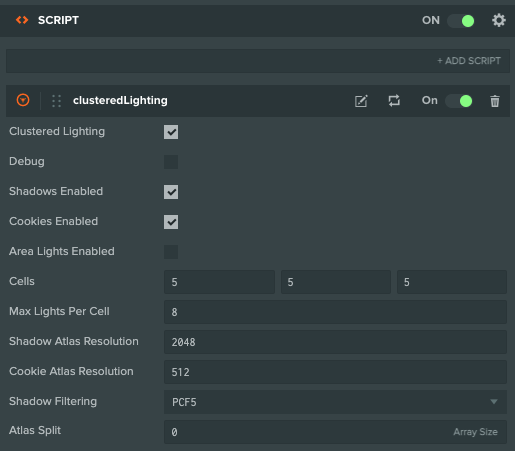 SCRIPT ON
+ ADD SCRIPT
clusteredLighting On
Clustered Lighting
Debug
Shadows Enabled
Cookies Enabled
Area Lights Enabled
Cells 5 5 5
Max Lights Per Cell 8
Shadow Atlas Resolution 2048
Cookie Atlas Resolution 512
Shadow Filtering PCF5
Atlas Split 0 Array Size